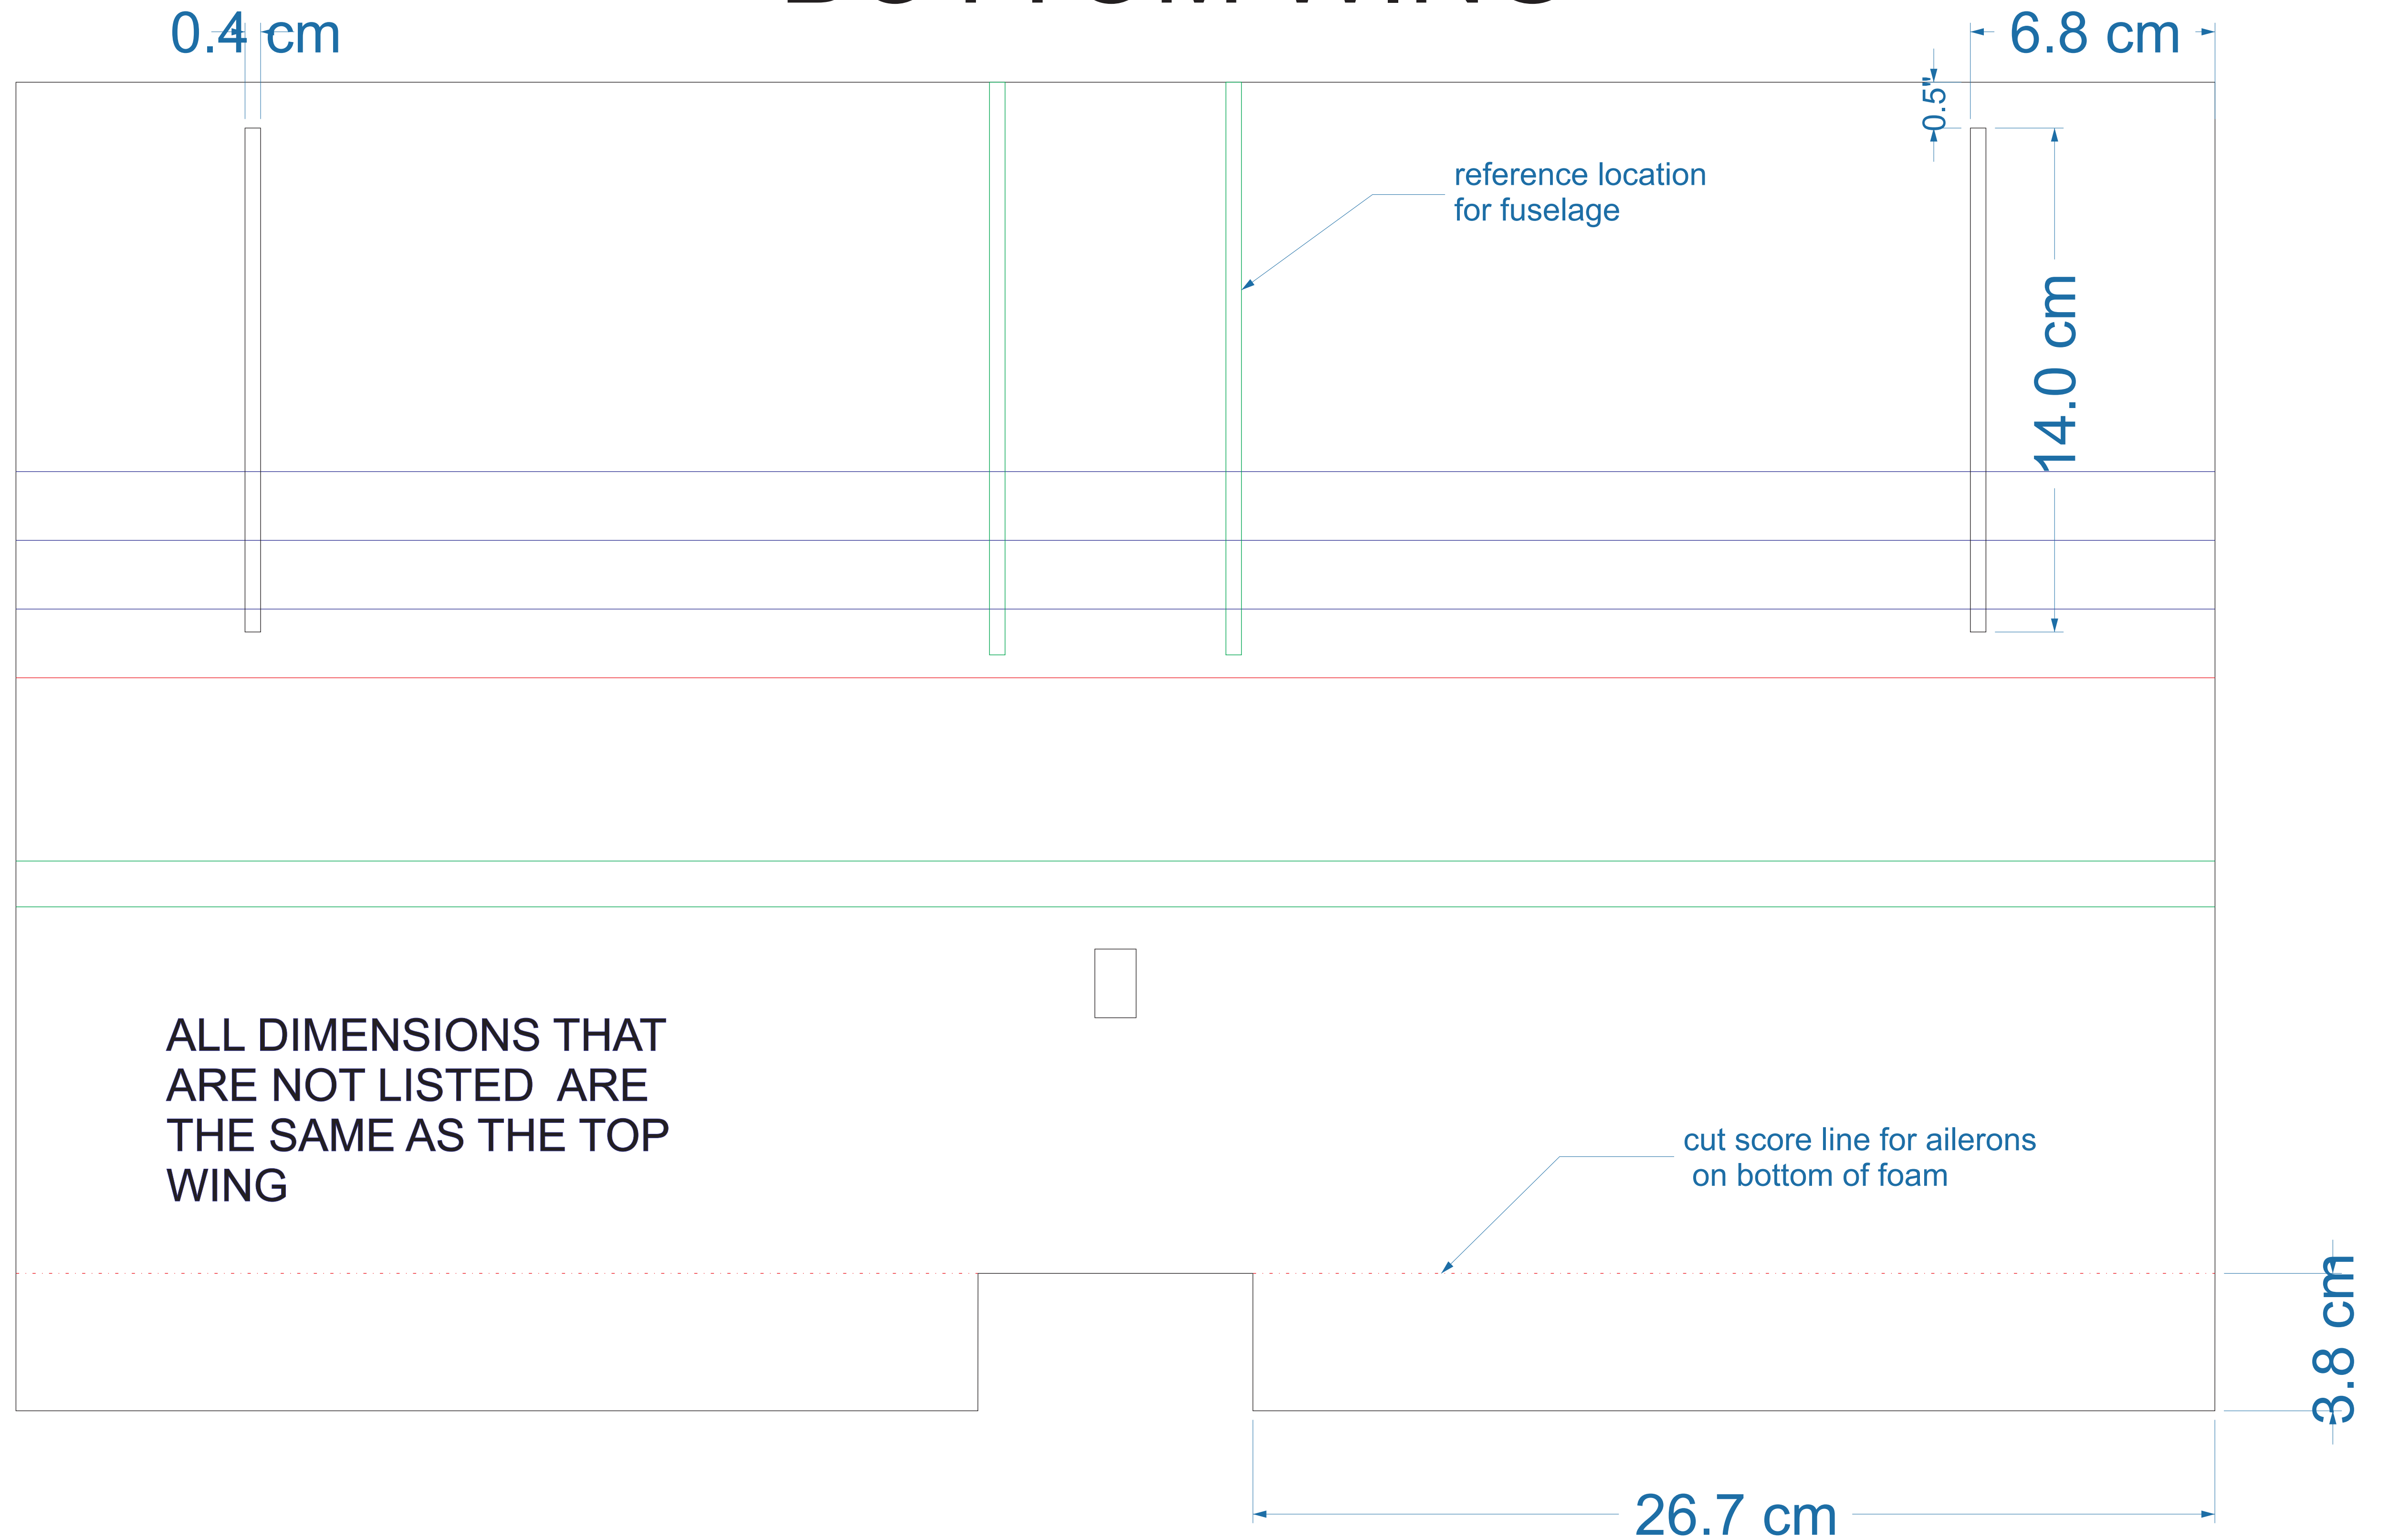 BOTTOM WING
0.4 cm
6.8 cm
0.5"
reference location
for fuselage
14.0 cm
ALL DIMENSIONS THAT
ARE NOT LISTED  ARE
THE SAME AS THE TOP
WING
cut score line for ailerons
on bottom of foam
3.8 cm
26.7 cm